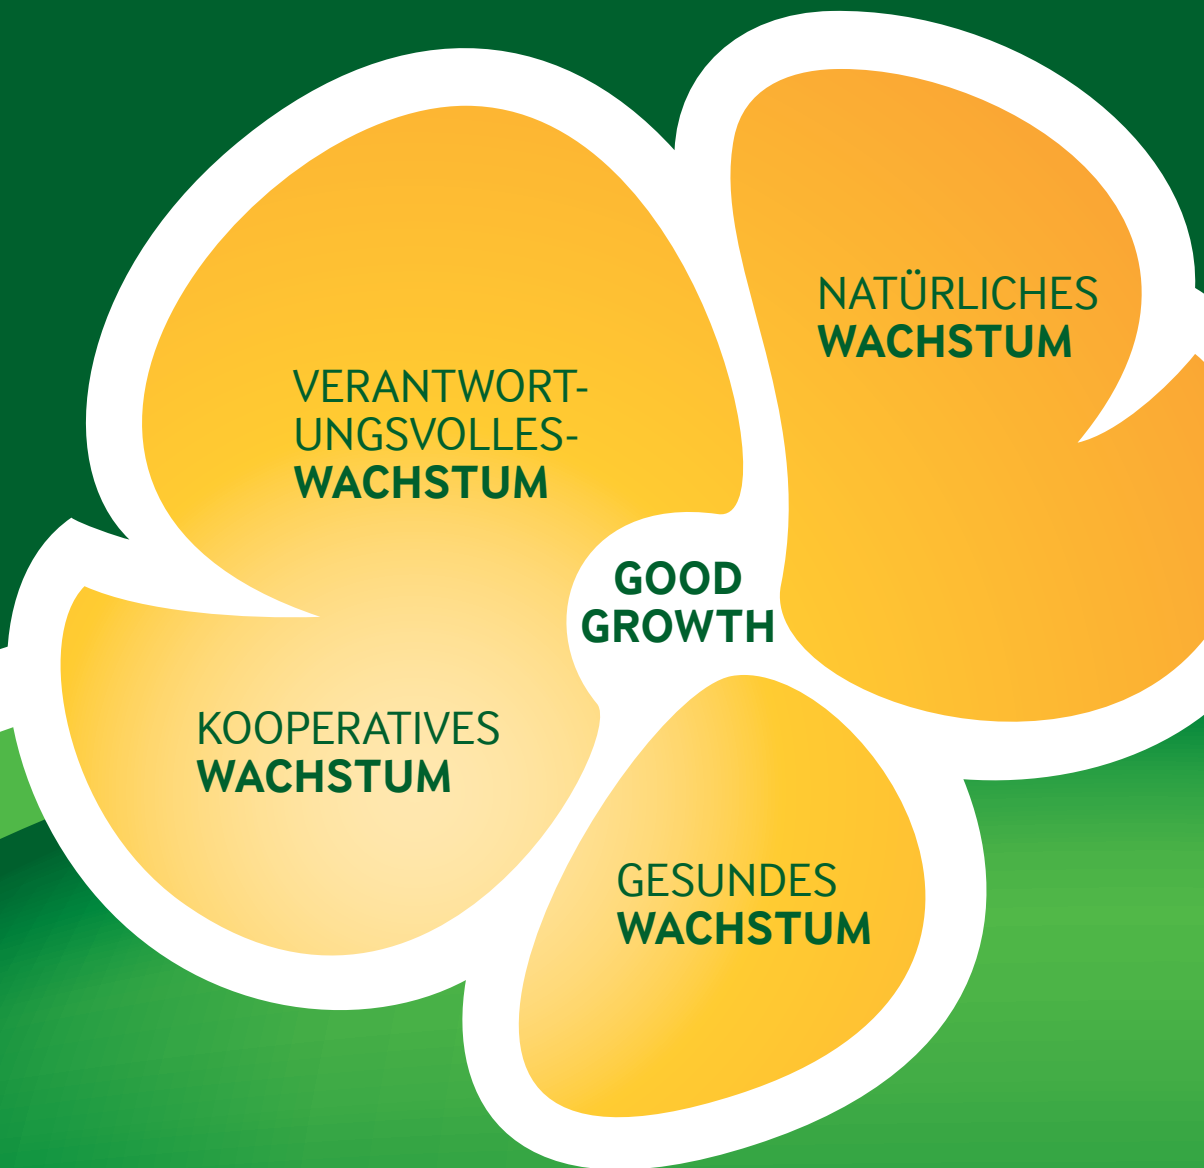 NATÜRLICHES
WACHSTUM
VERANTWORT-
UNGSVOLLES-
WACHSTUM
GOOD
GROWTH
KOOPERATIVES
WACHSTUM
GESUNDES
WACHSTUM